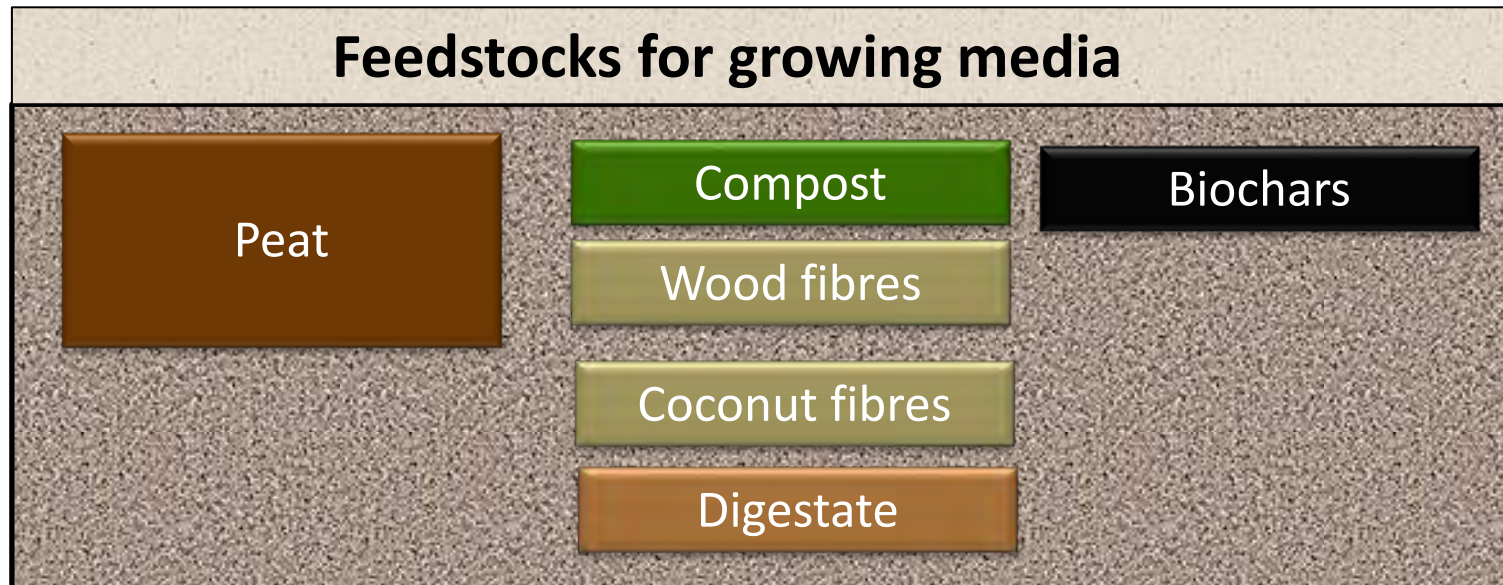 Feedstocks for growing media
Peat
Compost
Wood fibres
Coconut fibres
Digestate
Biochars